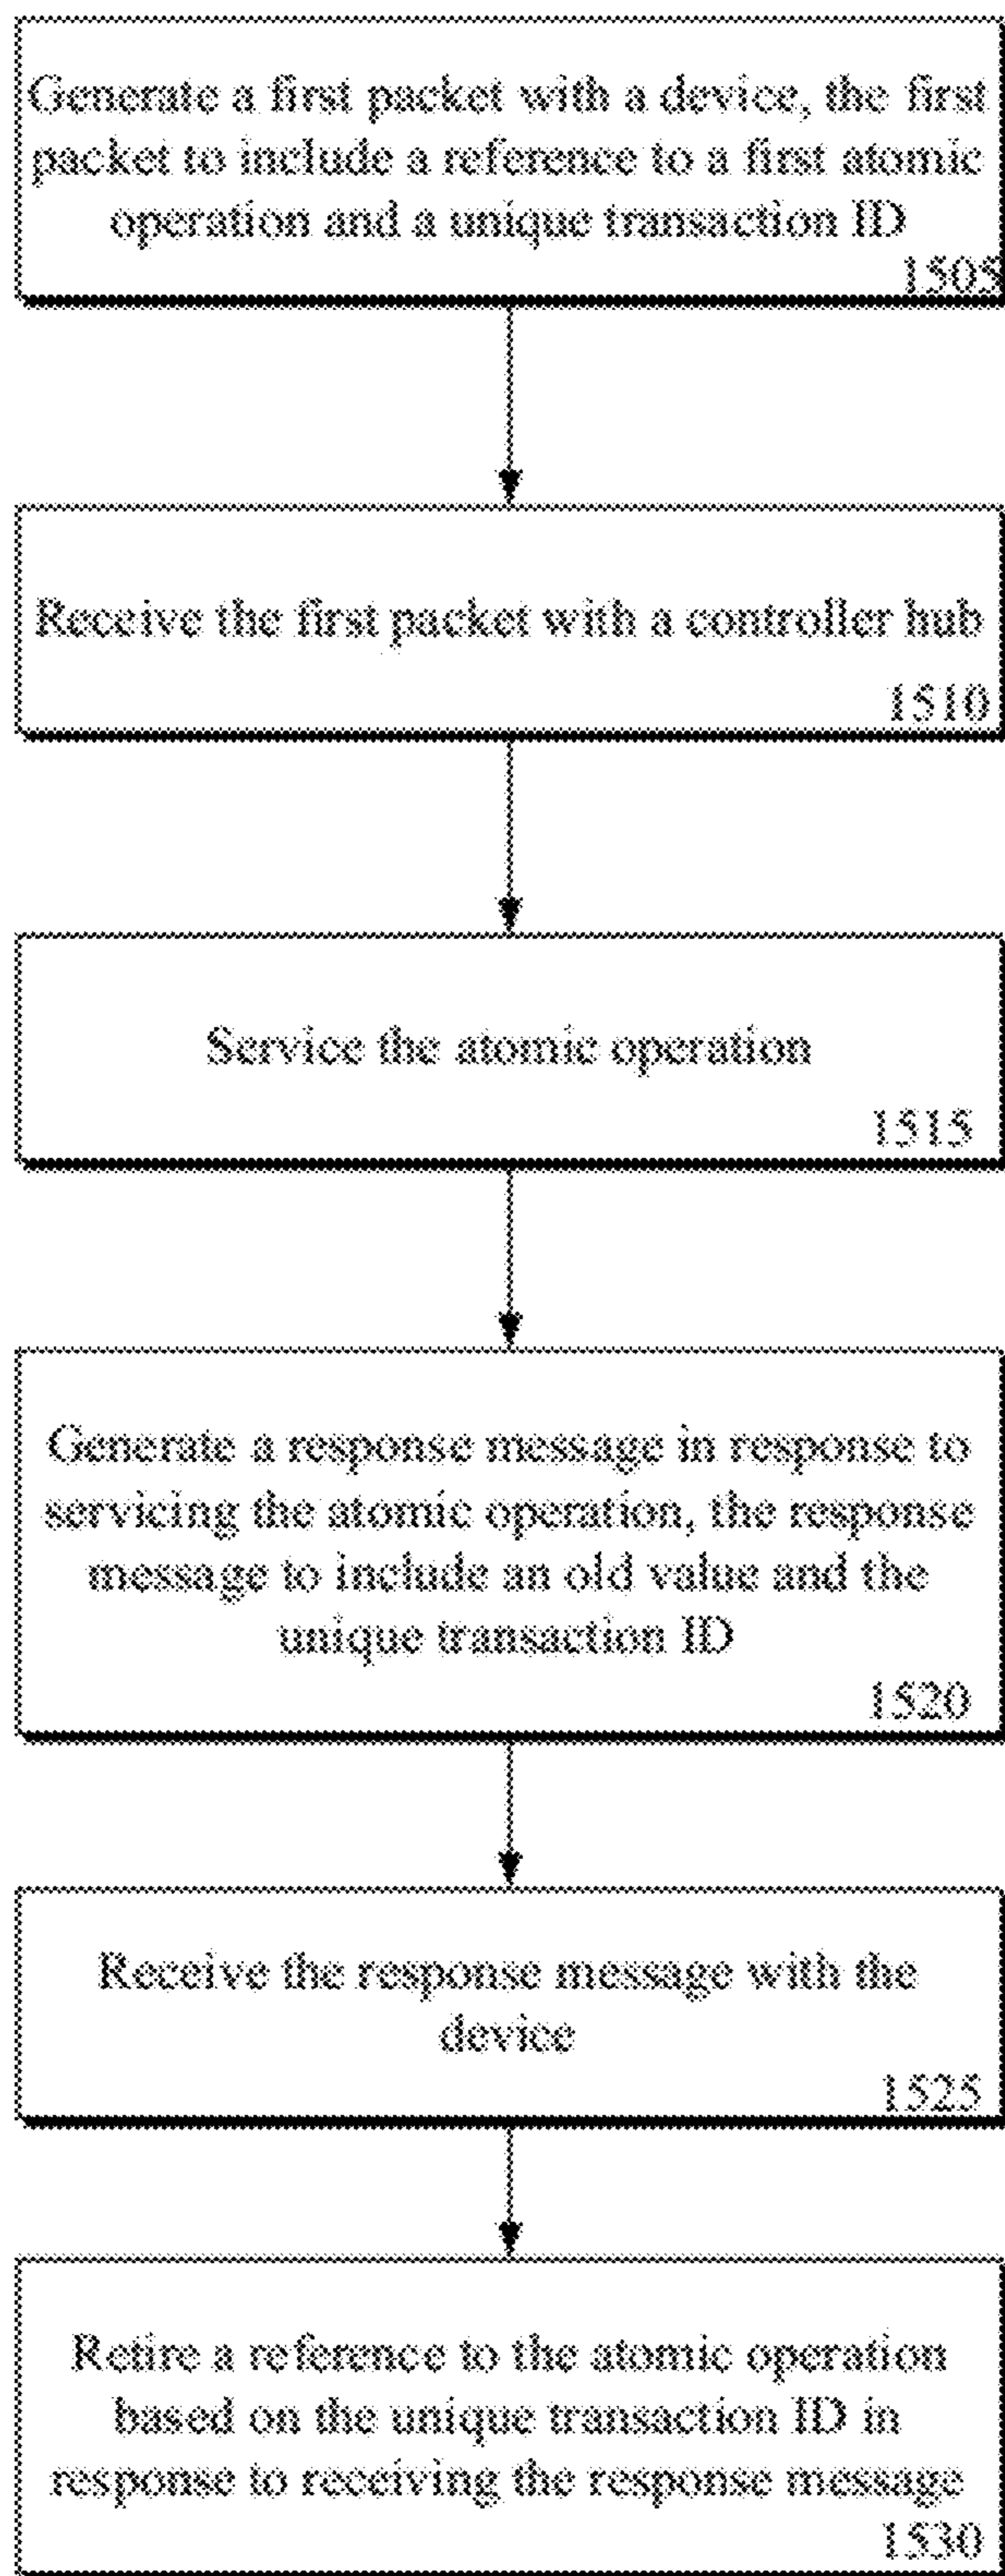 Generate a first packet with a device, the first
packet to include a reference to a first atomic
operation and a unique transaction ID
1505
Receive the first packet with a controller hub
1510
Service the atomic operation
1515
Generate a response message in response to
servicing the atomic operation, the response
message to include an old value and the
unique transaction ID
1520
Receive the response message with the
device
1525
Retire a reference to the atomic operation
based on the unique transaction ID in
response to receiving the response message
1530